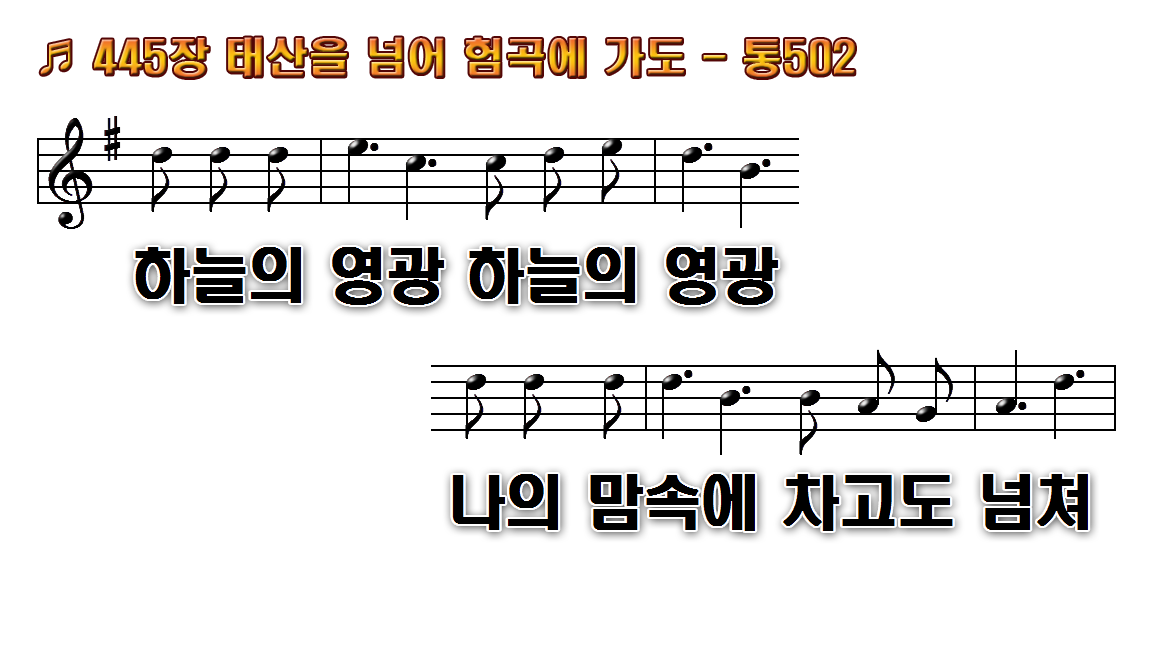 ♬ 445장 태산을 넘어 험곡에 가도 - 통502
하늘의 영광 하늘의 영광
나의 맘속에 차고도 넘쳐